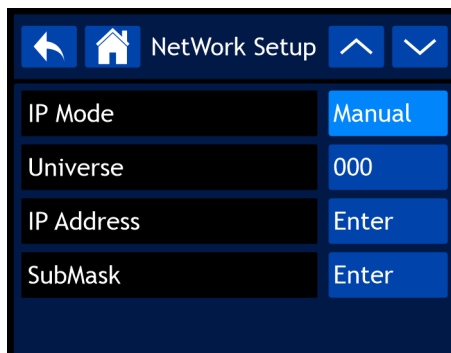 NetWork Setup
IP Mode Manual
Universe 000
IP Address Enter
SubMask Enter